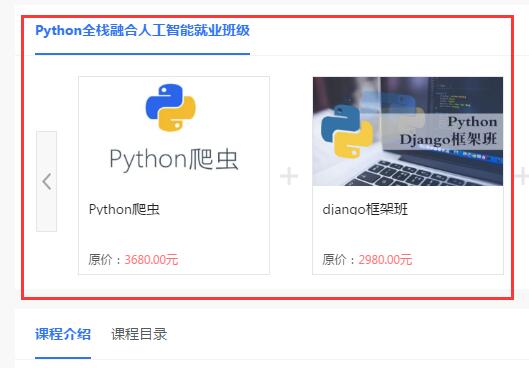 Python全栈融合人工智能就业班级
Python爬虫
Python爬虫
原价：3680.00元
Python
Django框架班
django框架班
原价：2980.00元
课程介绍 课程目录